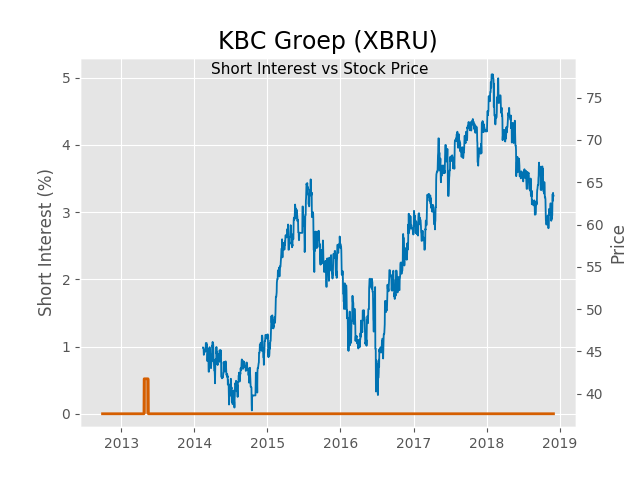 KBC Groep (XBRU)
Short Interest vs Stock Price
Short Interest (%)
5
4
3
2
1
0
75
70
65
60
55
50
45
40
Price
2013 2014 2015 2016 2017 2018 2019